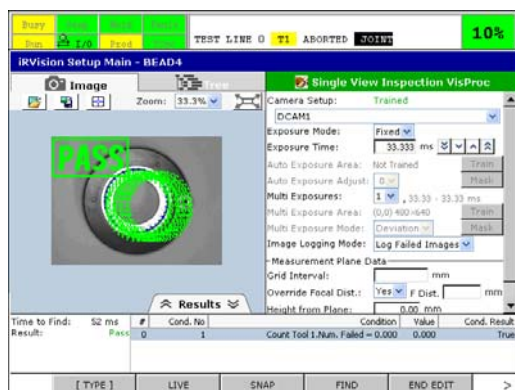 Busy
Run I/O Prod
TEST LINE 0 T1 ABORTED JOINT
10%
iRVision Setup Main - BEAD4
Image Tree
Zoom: 33.3%
PASS
Results
Single View Inspection VisProc
Camera Setup: Trained
DCAM1
Exposure Mode: Fixed
Exposure Time: 33.333 ms
Auto Exposure Area: Not Trained Train
Auto Exposure Adjust: 0 Mask
Multi Exposures: 1 , 33.33 - 33.33 ms
Multi Exposure Area: (0,0) 480×640 Train
Multi Exposure Mode: Deviation Mask
Image Logging Mode: Log Failed Images
Measurement Plane Data
Grid Interval: mm
Override Focal Dist.: Yes F Dist. mm
Height from Plane: 0.00 mm
Time to Find: 52 ms
Result: Pass
# Cond. No Condition Value Cond. Result
0 1 Count Tool 1.Num. Failed = 0.000 0.000 True
[ TYPE ] LIVE SNAP FIND END EDIT >